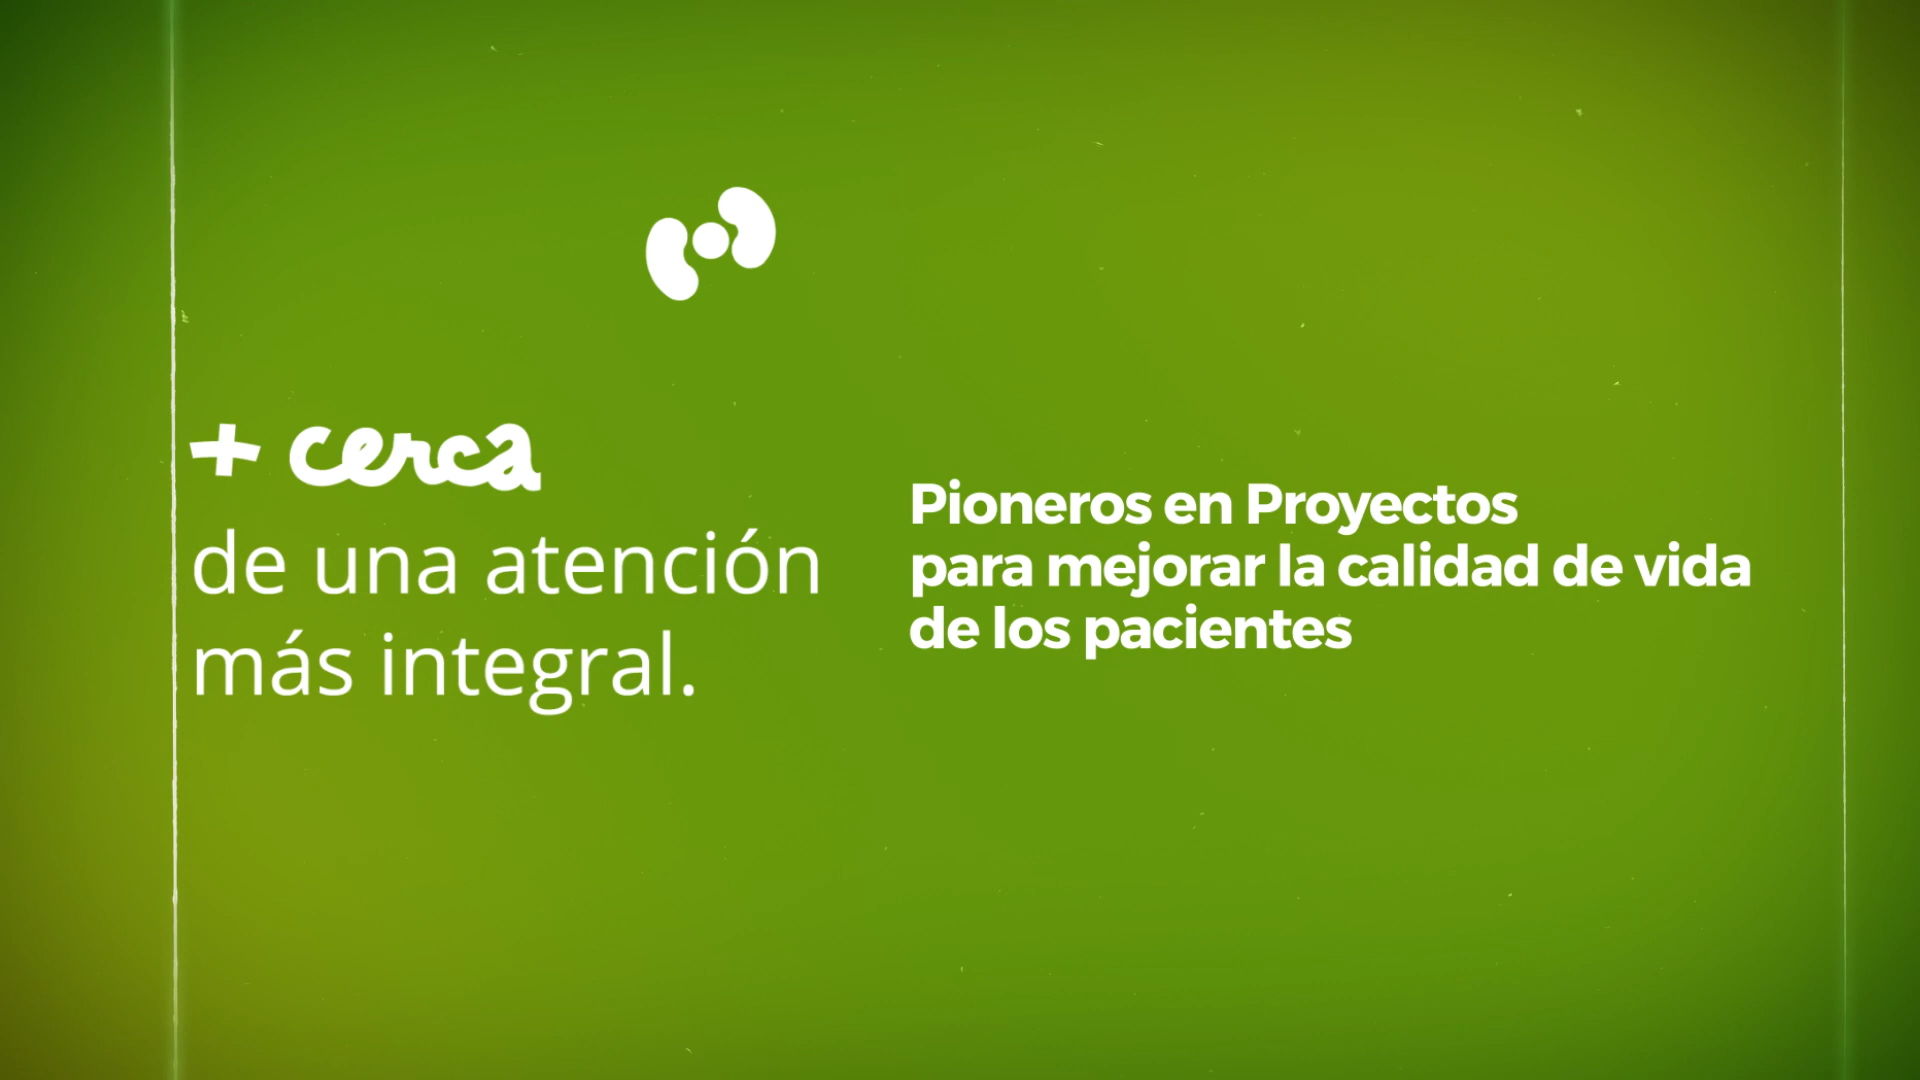 + cerca
de una atención
más integral.
Pioneros en Proyectos
para mejorar la calidad de vida
de los pacientes